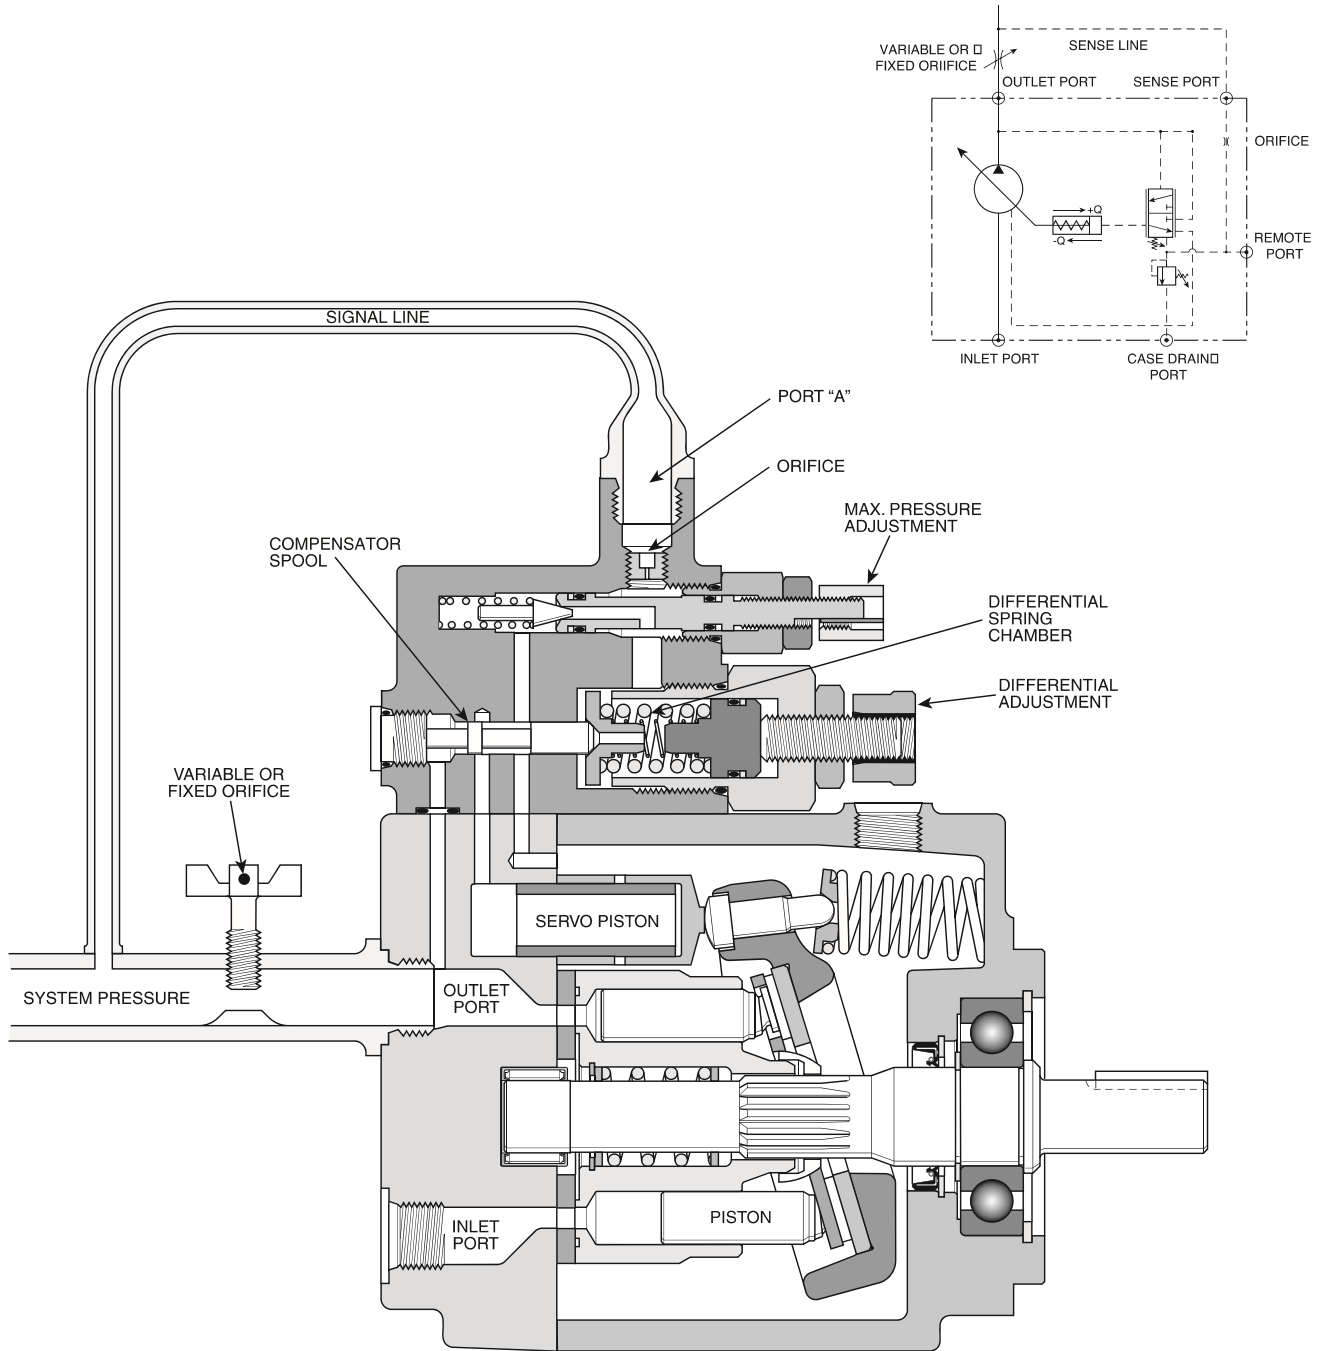 VARIABLE OR □
FIXED ORIIFICE
SENSE LINE
OUTLET PORT
SENSE PORT
ORIFICE
+Q
-Q
REMOTE
PORT
INLET PORT
CASE DRAIN□
PORT
SIGNAL LINE
PORT “A”
ORIFICE
MAX. PRESSURE
ADJUSTMENT
COMPENSATOR
SPOOL
DIFFERENTIAL
SPRING
CHAMBER
DIFFERENTIAL
ADJUSTMENT
VARIABLE OR
FIXED ORIFICE
SERVO PISTON
SYSTEM PRESSURE
OUTLET
PORT
PISTON
INLET
PORT